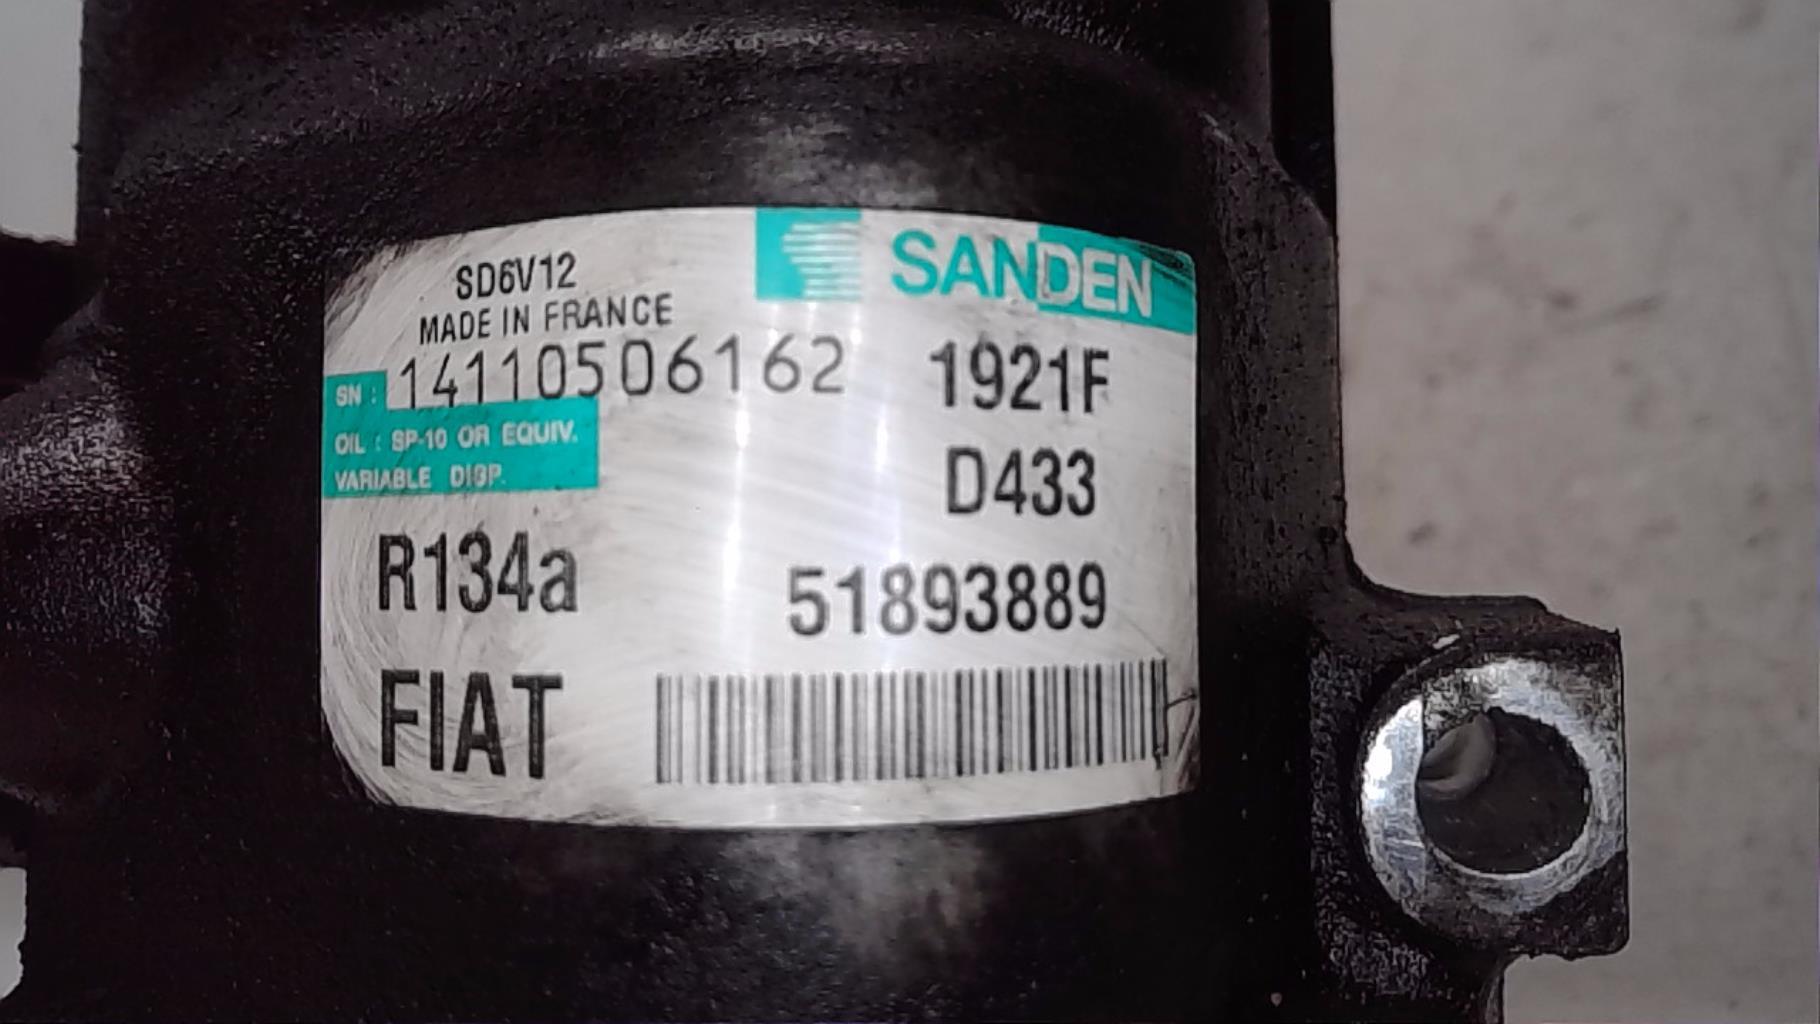 SANDEN
SD6V12
MADE IN FRANCE
SN : 14110506162
1921F
OIL : SP-10 OR EQUIV.
VARIABLE DISP.
D433
R134a
51893889
FIAT